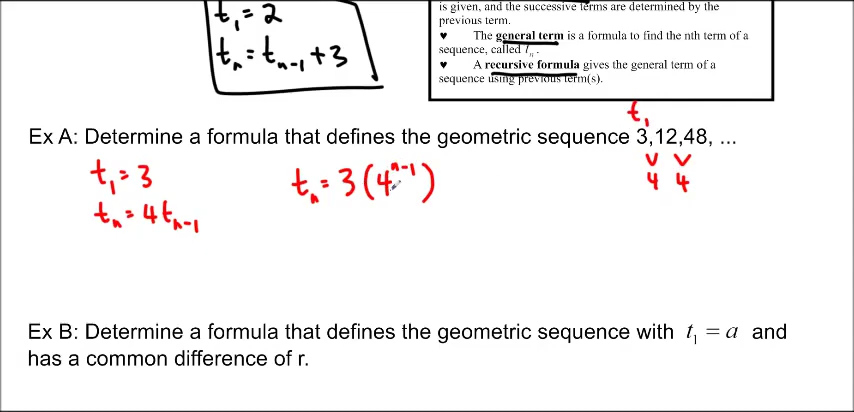 t₁ = 2
tₙ = tₙ₋₁ + 3
is given, and the successive terms are determined by the
previous term.
♥ The general term is a formula to find the nth term of a
sequence, called tₙ.
♥ A recursive formula gives the general term of a
sequence using previous term(s).
t₁
Ex A: Determine a formula that defines the geometric sequence 3,12,48, ...
4 4
t₁ = 3
tₙ = 4tₙ₋₁
tₙ = 3(4ⁿ⁻¹)
Ex B: Determine a formula that defines the geometric sequence with t₁ = a and
has a common difference of r.